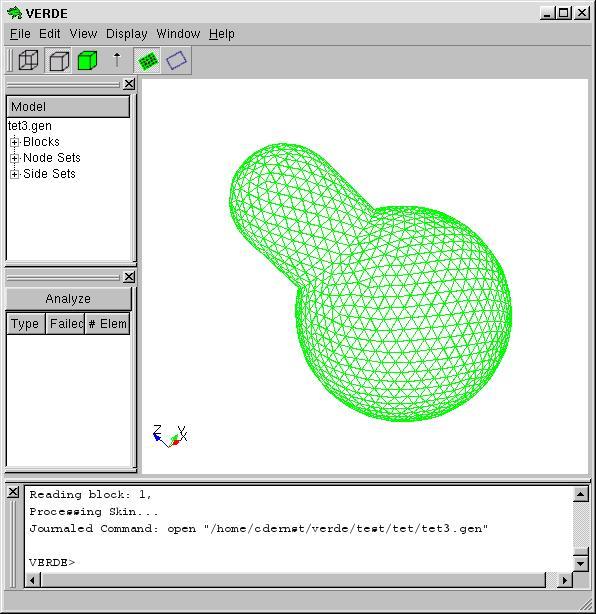 VERDE
File Edit View Display Window Help
Model
tet3.gen
Blocks
Node Sets
Side Sets
Analyze
Type Failed # Elem
Z Y X
Reading block: 1,
Processing Skin...
Journaled Command: open "/home/cdernst/verde/test/tet/tet3.gen"
VERDE>